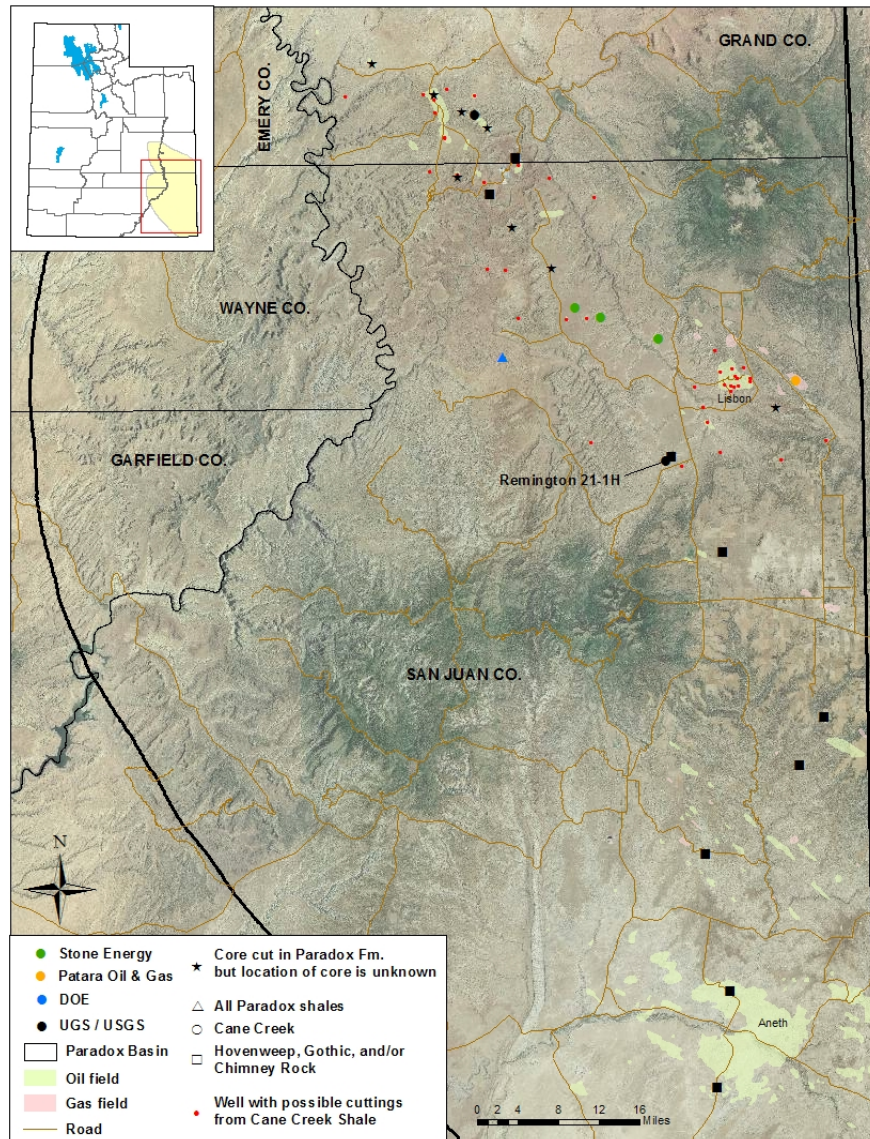 GRAND CO.
EMERY CO.
WAYNE CO.
Lisbon
GARFIELD CO.
Remington 21-1H
SAN JUAN CO.
N
Aneth
Stone Energy
Patara Oil & Gas
DOE
UGS / USGS
Paradox Basin
Oil field
Gas field
Road
Core cut in Paradox Fm.
but location of core is unknown
All Paradox shales
Cane Creek
Hovenweep, Gothic, and/or
Chimney Rock
Well with possible cuttings
from Cane Creek Shale
0 2 4 8 12 16
Miles